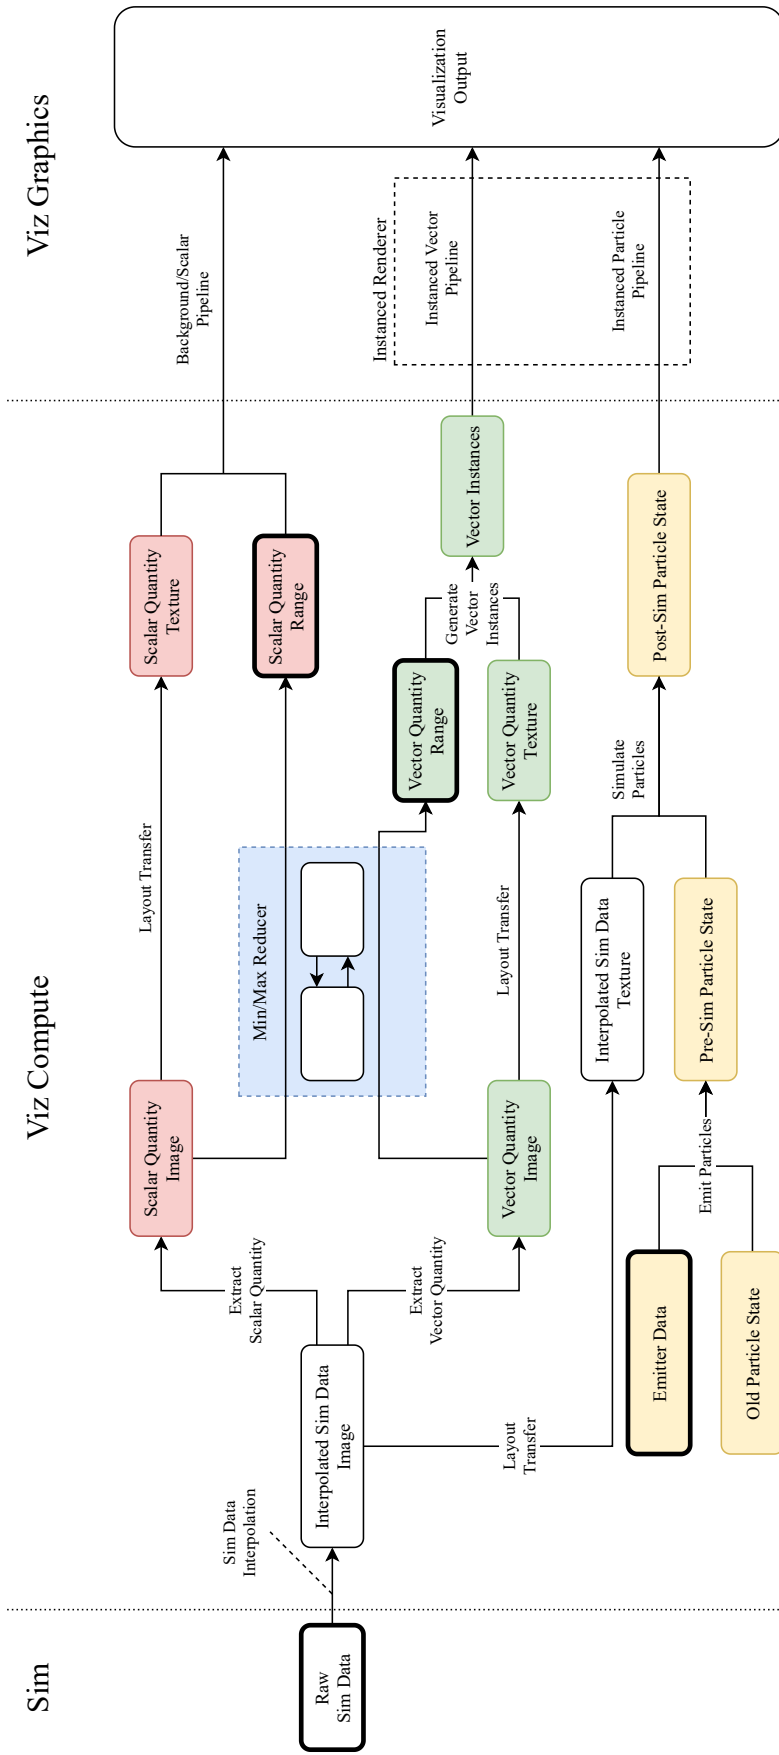 Sim
Viz Compute
Viz Graphics
Raw
Sim Data
Sim Data
Interpolation
Interpolated Sim Data
Image
Extract
Scalar Quantity
Extract
Vector Quantity
Layout
Transfer
Scalar Quantity
Image
Layout Transfer
Scalar Quantity
Texture
Scalar Quantity
Range
Background/Scalar
Pipeline
Min/Max Reducer
Vector Quantity
Image
Layout Transfer
Vector Quantity
Range
Vector Quantity
Texture
Generate
Vector
Instances
Vector Instances
Instanced Renderer
Instanced Vector
Pipeline
Instanced Particle
Pipeline
Visualization
Output
Emitter Data
Old Particle State
Emit Particles
Interpolated Sim Data
Texture
Pre-Sim Particle State
Simulate
Particles
Post-Sim Particle State